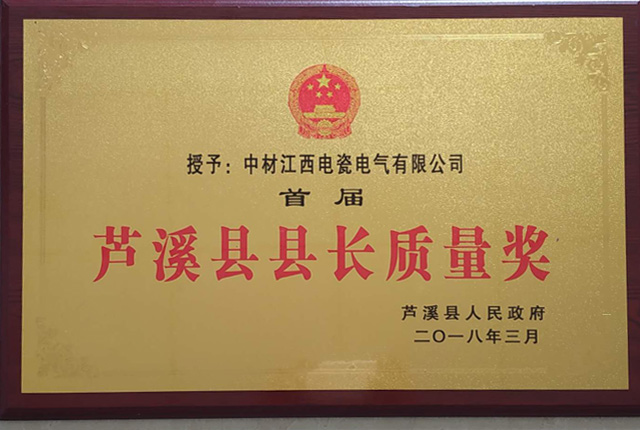 授予：中材江西电瓷电气有限公司
首届
芦溪县县长质量奖
芦溪县人民政府
二〇一八年三月